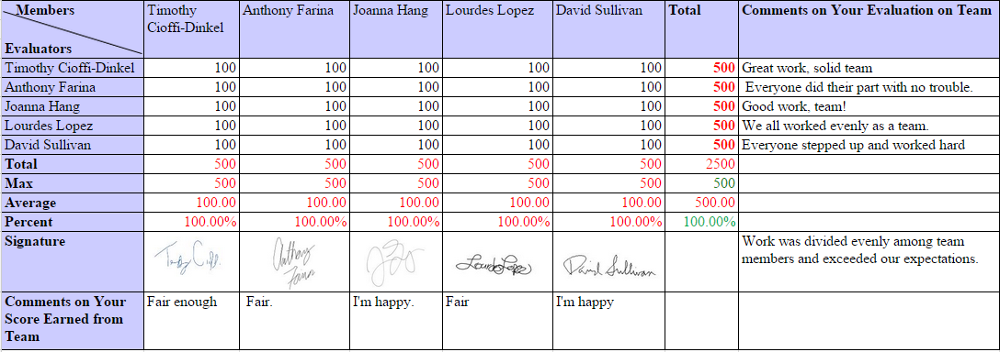 Members Timothy Cioffi-Dinkel Anthony Farina Joanna Hang Lourdes Lopez David Sullivan Total Comments on Your Evaluation on Team
Evaluators
Timothy Cioffi-Dinkel 100 100 100 100 100 500 Great work, solid team
Anthony Farina 100 100 100 100 100 500 Everyone did their part with no trouble.
Joanna Hang 100 100 100 100 100 500 Good work, team!
Lourdes Lopez 100 100 100 100 100 500 We all worked evenly as a team.
David Sullivan 100 100 100 100 100 500 Everyone stepped up and worked hard
Total 500 500 500 500 500 2500
Max 500 500 500 500 500 500
Average 100.00 100.00 100.00 100.00 100.00 500.00
Percent 100.00% 100.00% 100.00% 100.00% 100.00% 100.00%
Signature Anthony Farina Lourdes Lopez David Sullivan Work was divided evenly among team
members and exceeded our expectations.
Comments on Your Fair enough Fair. I'm happy. Fair I'm happy
Score Earned from
Team